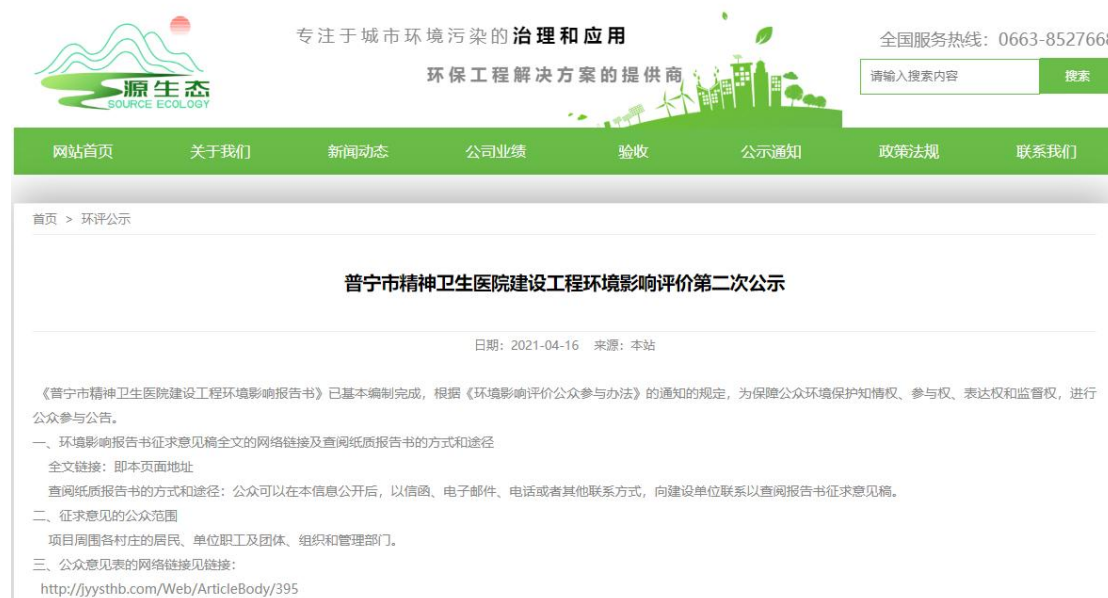 源生态
SOURCE ECOLOGY
专注于城市环境污染的治理和应用
环保工程解决方案的提供商
全国服务热线：0663-8527668
请输入搜索内容
搜索
网站首页 关于我们 新闻动态 公司业绩 验收 公示通知 政策法规 联系我们
首页 > 环评公示
普宁市精神卫生医院建设工程环境影响评价第二次公示
日期：2021-04-16 来源：本站
《普宁市精神卫生医院建设工程环境影响报告书》已基本编制完成，根据《环境影响评价公众参与办法》的通知的规定，为保障公众环境保护知情权、参与权、表达权和监督权，进行
公众参与公告。
一、环境影响报告书征求意见稿全文的网络链接及查阅纸质报告书的方式和途径
全文链接：即本页面地址
查阅纸质报告书的方式和途径：公众可以在本信息公开后，以信函、电子邮件、电话或者其他联系方式，向建设单位联系以查阅报告书征求意见稿。
二、征求意见的公众范围
项目周围各村庄的居民、单位职工及团体、组织和管理部门。
三、公众意见表的网络链接见链接：
http://jyysthb.com/Web/ArticleBody/395